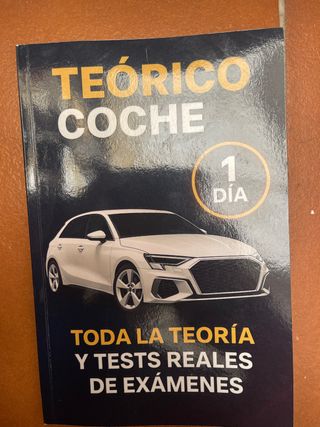 TEÓRICO
COCHE
1
DÍA
TODA LA TEORÍA
Y TESTS REALES
DE EXÁMENES